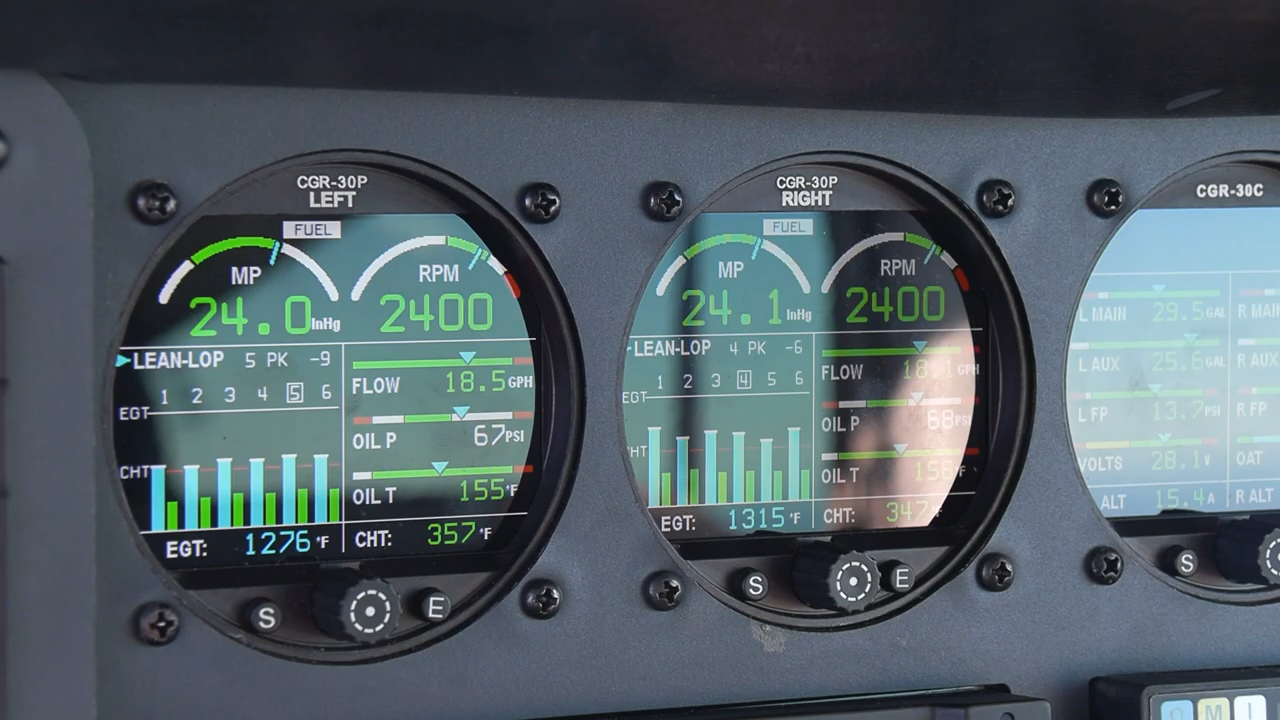 CGR-30P
LEFT
FUEL
MP
RPM
24.0 InHg
2400
LEAN-LOP 5 PK -9
1 2 3 4 5 6
EGT
CHT
EGT: 1276 °F
FLOW 18.5 GPH
OIL P 67 PSI
OIL T 155 °F
CHT: 357 °F
S
E
CGR-30P
RIGHT
FUEL
MP
RPM
24.1 InHg
2400
LEAN-LOP 4 PK -6
1 2 3 4 5 6
EGT
HT
EGT: 1315 °F
FLOW GPH
OIL P 68 PSI
OIL T °F
CHT: 347 °F
S
E
CGR-30C
L MAIN 29.5 GAL R MAIN
L AUX 25.6 GAL R AUX
L FP 13.7 PSI R FP
VOLTS 28.1 V OAT
ALT 15.4 A R ALT
S
M I